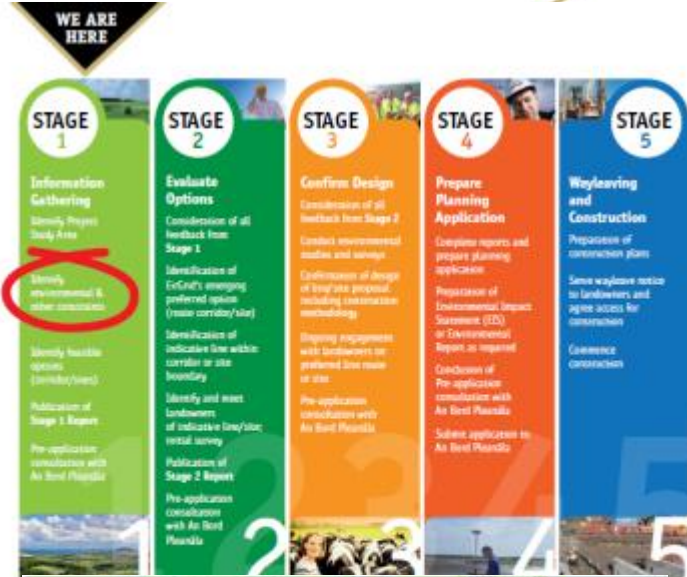 WE ARE
HERE
STAGE
1
Information
Gathering
Identify Project
Study Area
Identify
environmental &
other constraints
Identify feasible
options
(corridor/sites)
Publication of
Stage 1 Report
Pre-application
consultation with
An Bord Pleanála
1
STAGE
2
Evaluate
Options
Consideration of all
feedback from
Stage 1
Identification of
EirGrid's emerging
preferred option
(route corridor/site)
Identification of
indicative line within
corridor or site
boundary
Identify and meet
landowners
of indicative line/site;
initial survey
Publication of
Stage 2 Report
Pre-application
consultation
with An Bord
Pleanála
2
STAGE
3
Confirm Design
Consideration of all
feedback from Stage 2
Conduct environmental
studies and surveys
Confirmation of design
of line/site proposal
including construction
methodology
Ongoing engagement
with landowners on
preferred line route
or site
Pre-application
consultation with
An Bord Pleanála
3
STAGE
4
Prepare
Planning
Application
Complete reports and
prepare planning
application
Preparation of
Environmental Impact
Statement (EIS)
or Environmental
Report as required
Conclusion of
Pre-application
consultation with
An Bord Pleanála
Submit application to
An Bord Pleanála
4
STAGE
5
Wayleaving
and
Construction
Preparation of
construction plans
Serve wayleave notice
to landowners and
agree access for
construction
Commence
construction
5